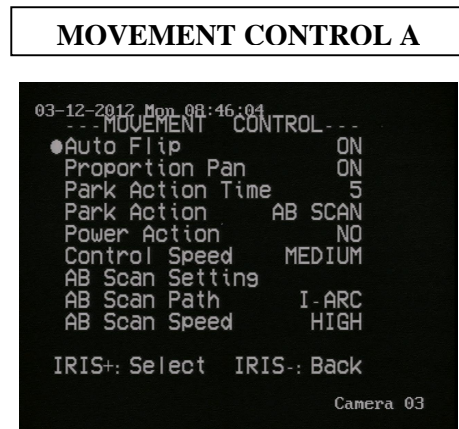 MOVEMENT CONTROL A
03-12-2012 Mon 08:46:04
---MOVEMENT CONTROL---
●Auto Flip ON
Proportion Pan ON
Park Action Time 5
Park Action AB SCAN
Power Action NO
Control Speed MEDIUM
AB Scan Setting
AB Scan Path I-ARC
AB Scan Speed HIGH
IRIS+: Select IRIS-: Back
Camera 03